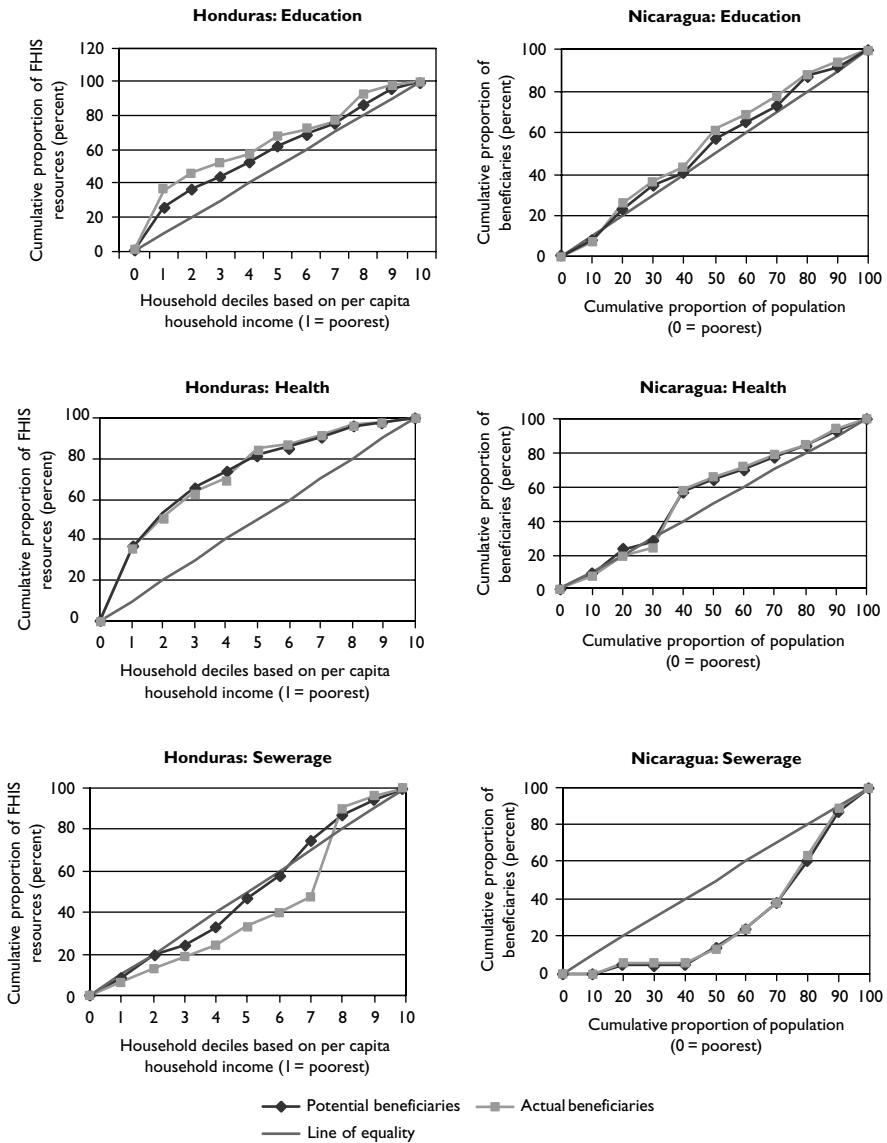 Honduras: Education
Cumulative proportion of FHIS
resources (percent)
120
100
80
60
40
20
0
0 1 2 3 4 5 6 7 8 9 10
Household deciles based on per capita
household income (1 = poorest)
Nicaragua: Education
Cumulative proportion of
beneficiaries (percent)
100
80
60
40
20
0
0 10 20 30 40 50 60 70 80 90 100
Cumulative proportion of population
(0 = poorest)
Honduras: Health
Cumulative proportion of FHIS
resources (percent)
100
80
60
40
20
0
0 1 2 3 4 5 6 7 8 9 10
Household deciles based on per capita
household income (1 = poorest)
Nicaragua: Health
Cumulative proportion of
beneficiaries (percent)
100
80
60
40
20
0
0 10 20 30 40 50 60 70 80 90 100
Cumulative proportion of population
(0 = poorest)
Honduras: Sewerage
Cumulative proportion of FHIS
resources (percent)
100
80
60
40
20
0
0 1 2 3 4 5 6 7 8 9 10
Household deciles based on per capita
household income (1 = poorest)
Nicaragua: Sewerage
Cumulative proportion of
beneficiaries (percent)
100
80
60
40
20
0
0 10 20 30 40 50 60 70 80 90 100
Cumulative proportion of population
(0 = poorest)
Potential beneficiaries Actual beneficiaries
Line of equality